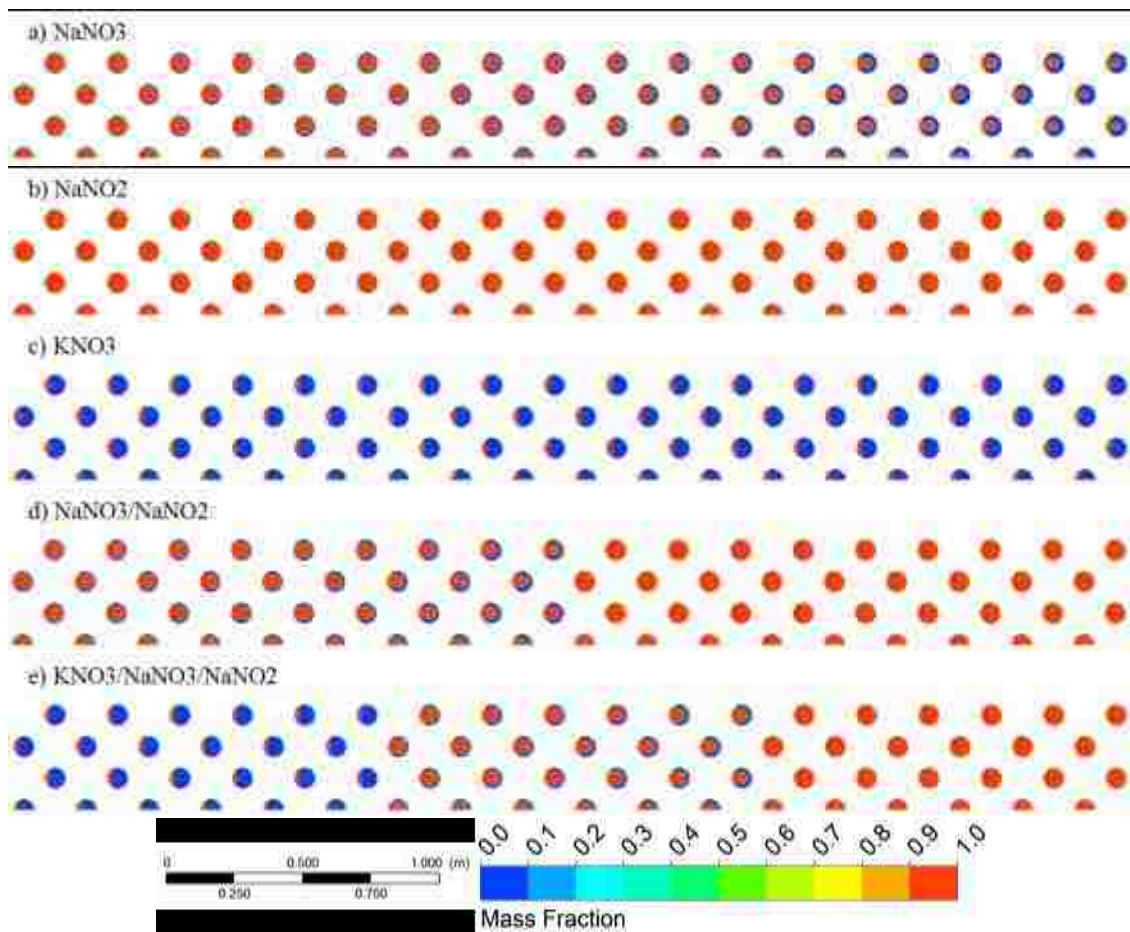 a) NaNO3
b) NaNO2
c) KNO3
d) NaNO3/NaNO2
e) KNO3/NaNO3/NaNO2
0 0.500 1.000 (m)
0.250 0.750
0.0 0.1 0.2 0.3 0.4 0.5 0.6 0.7 0.8 0.9 1.0
Mass Fraction